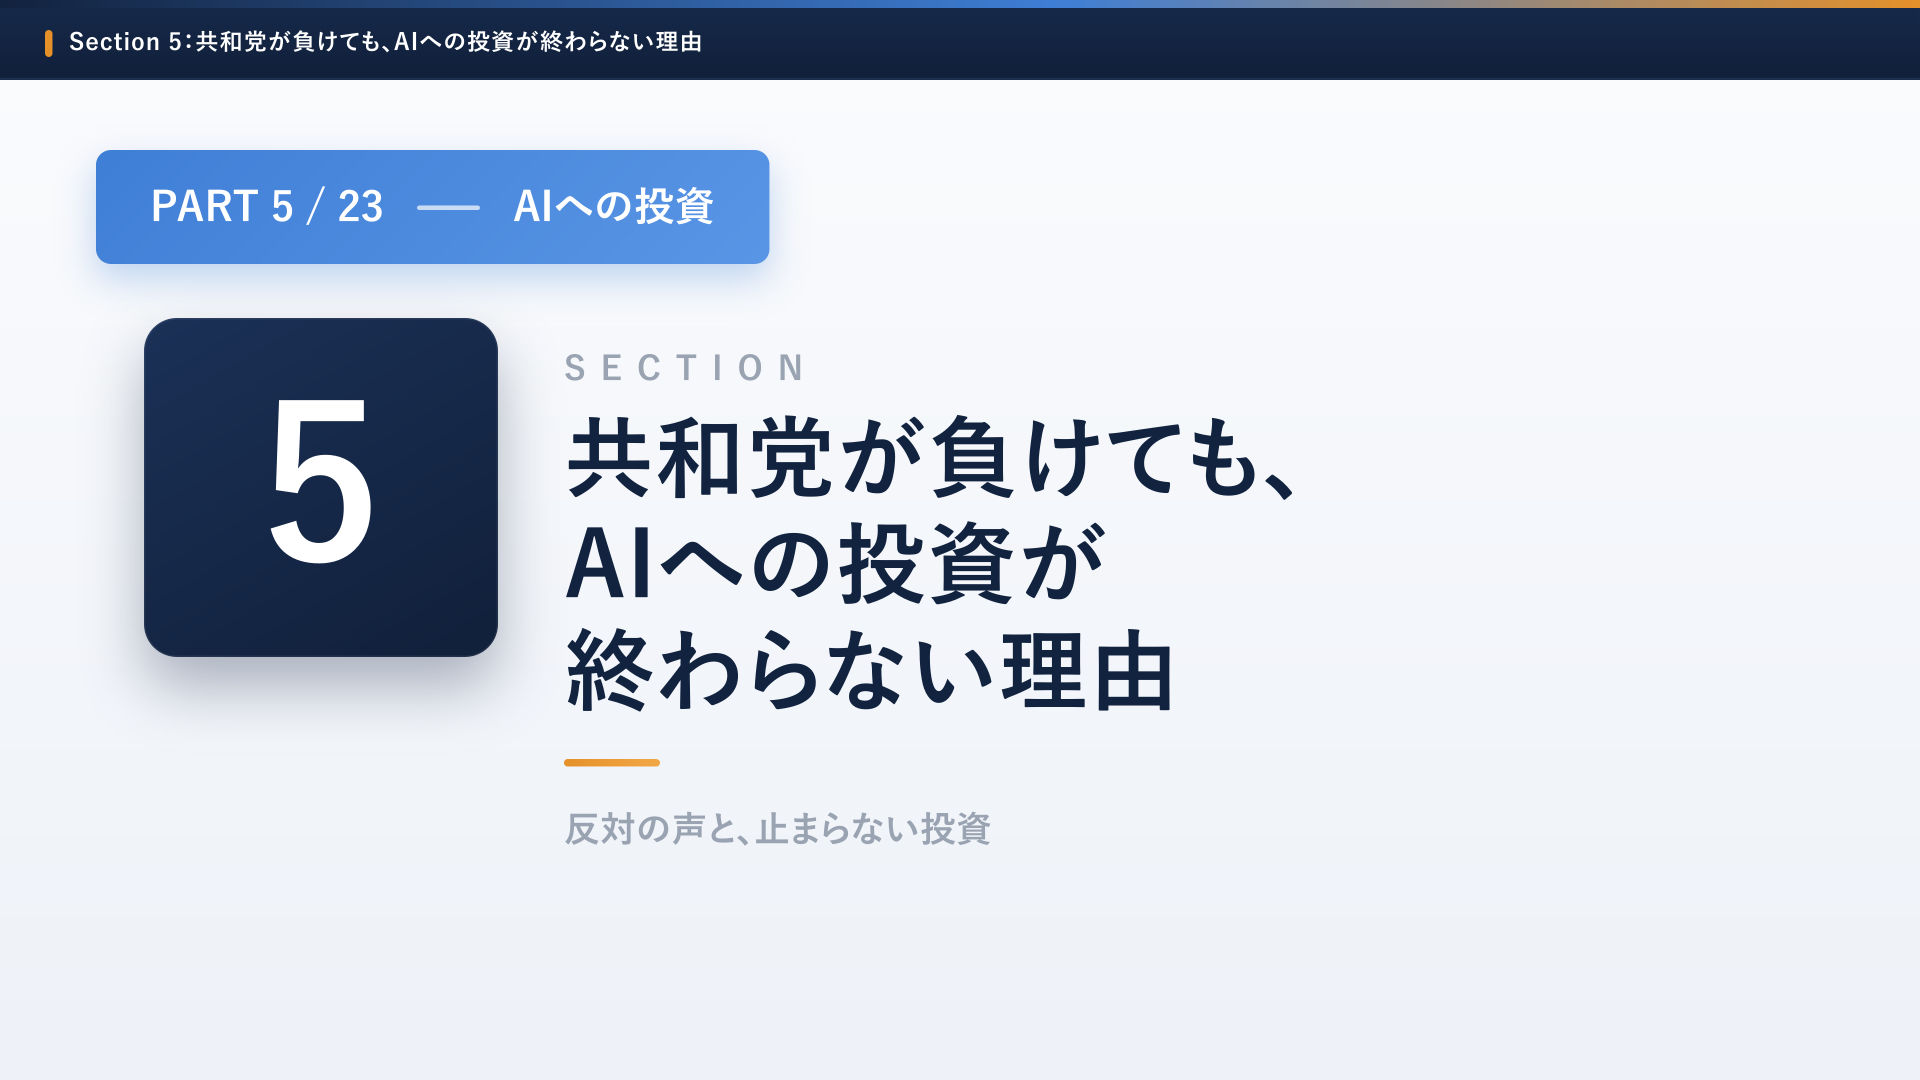 Section 5：共和党が負けても、AIへの投資が終わらない理由
PART 5 / 23 — AIへの投資
5
SECTION
共和党が負けても、
AIへの投資が
終わらない理由
反対の声と、止まらない投資